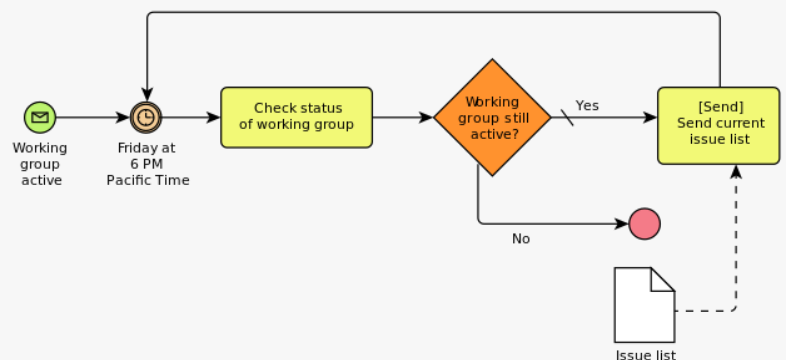 Working
group
active
Friday at
6 PM
Pacific Time
Check status
of working group
Working
group still
active?
Yes
No
[Send]
Send current
issue list
Issue list